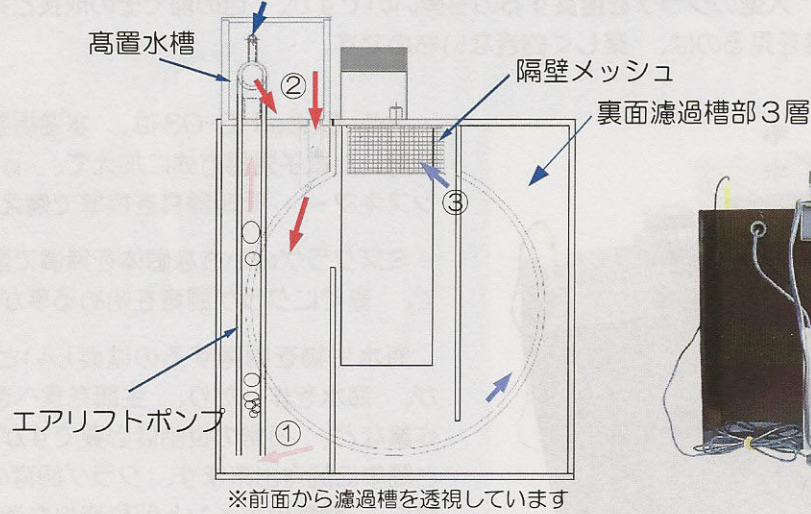 高置水槽
②
隔壁メッシュ
裏面濾過槽部3層
③
エアリフトポンプ
①
※前面から濾過槽を透視しています